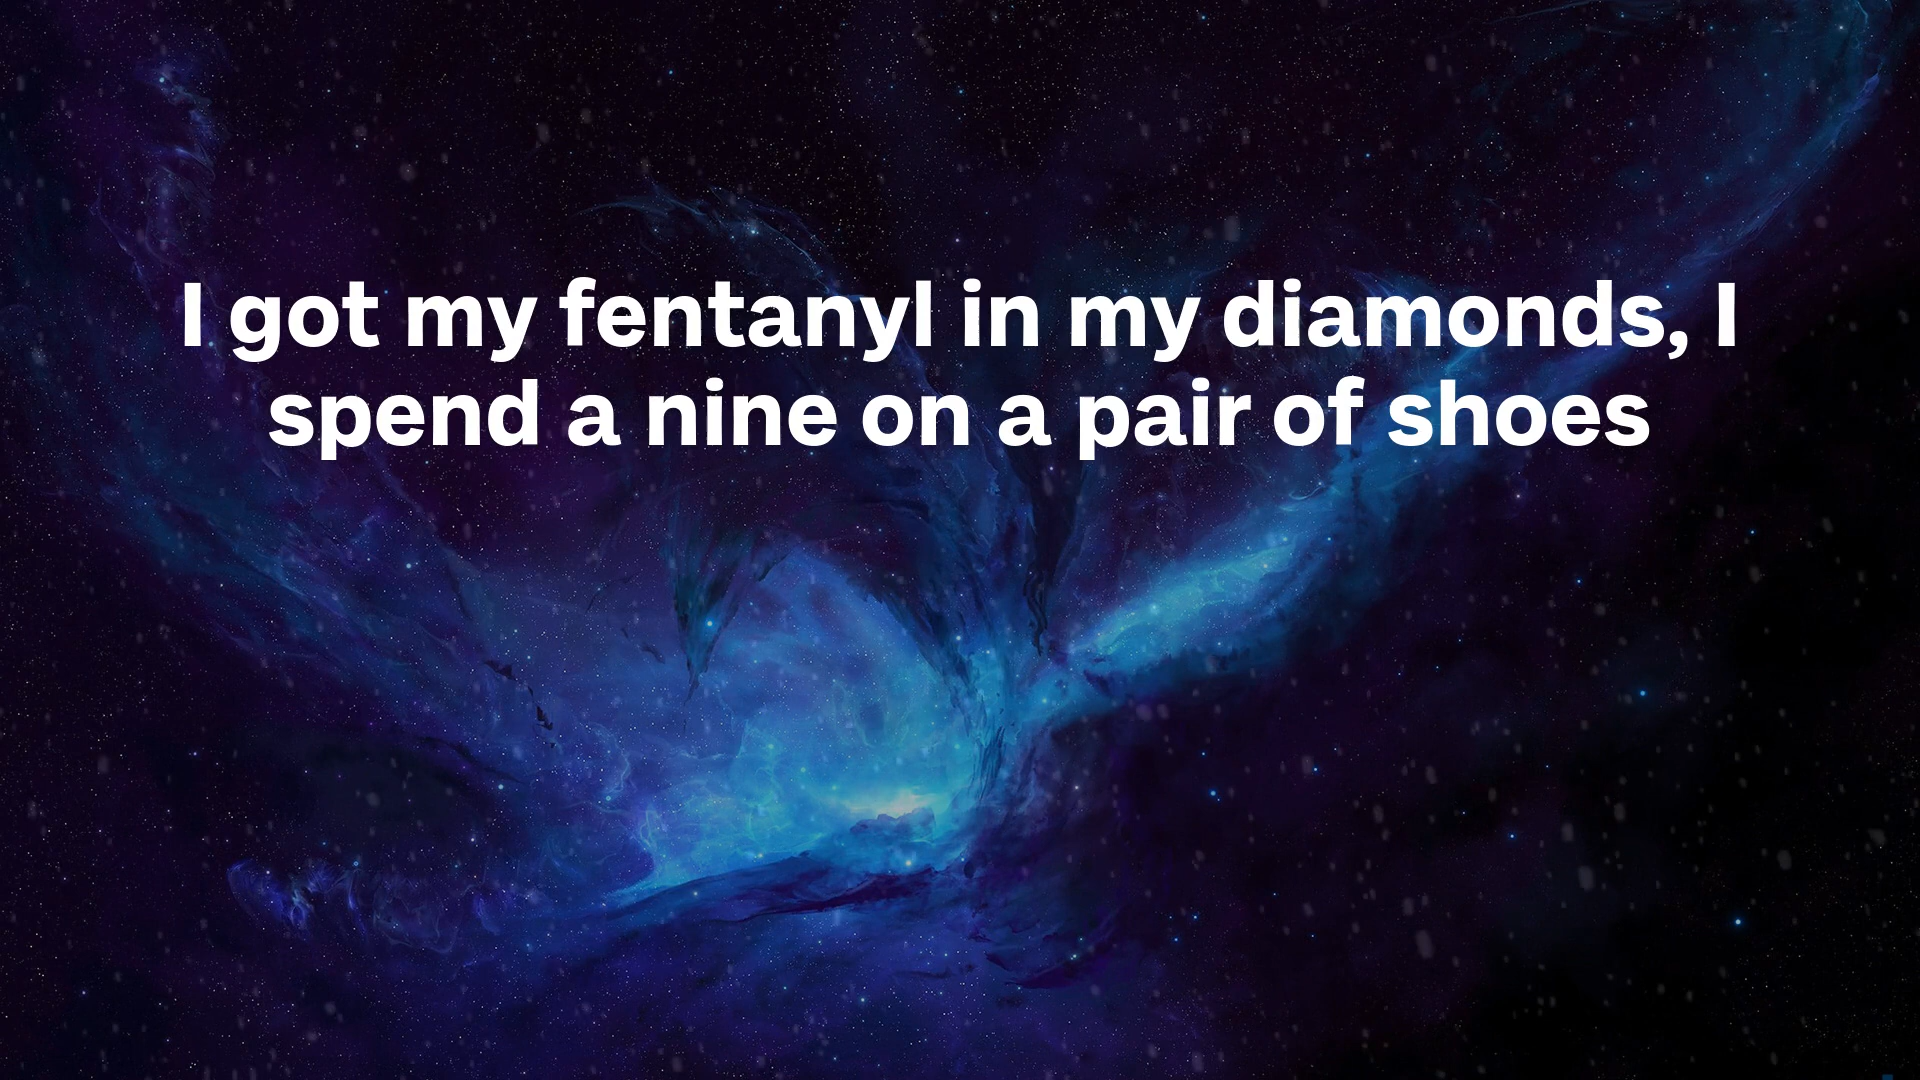 I got my fentanyl in my diamonds, I
spend a nine on a pair of shoes